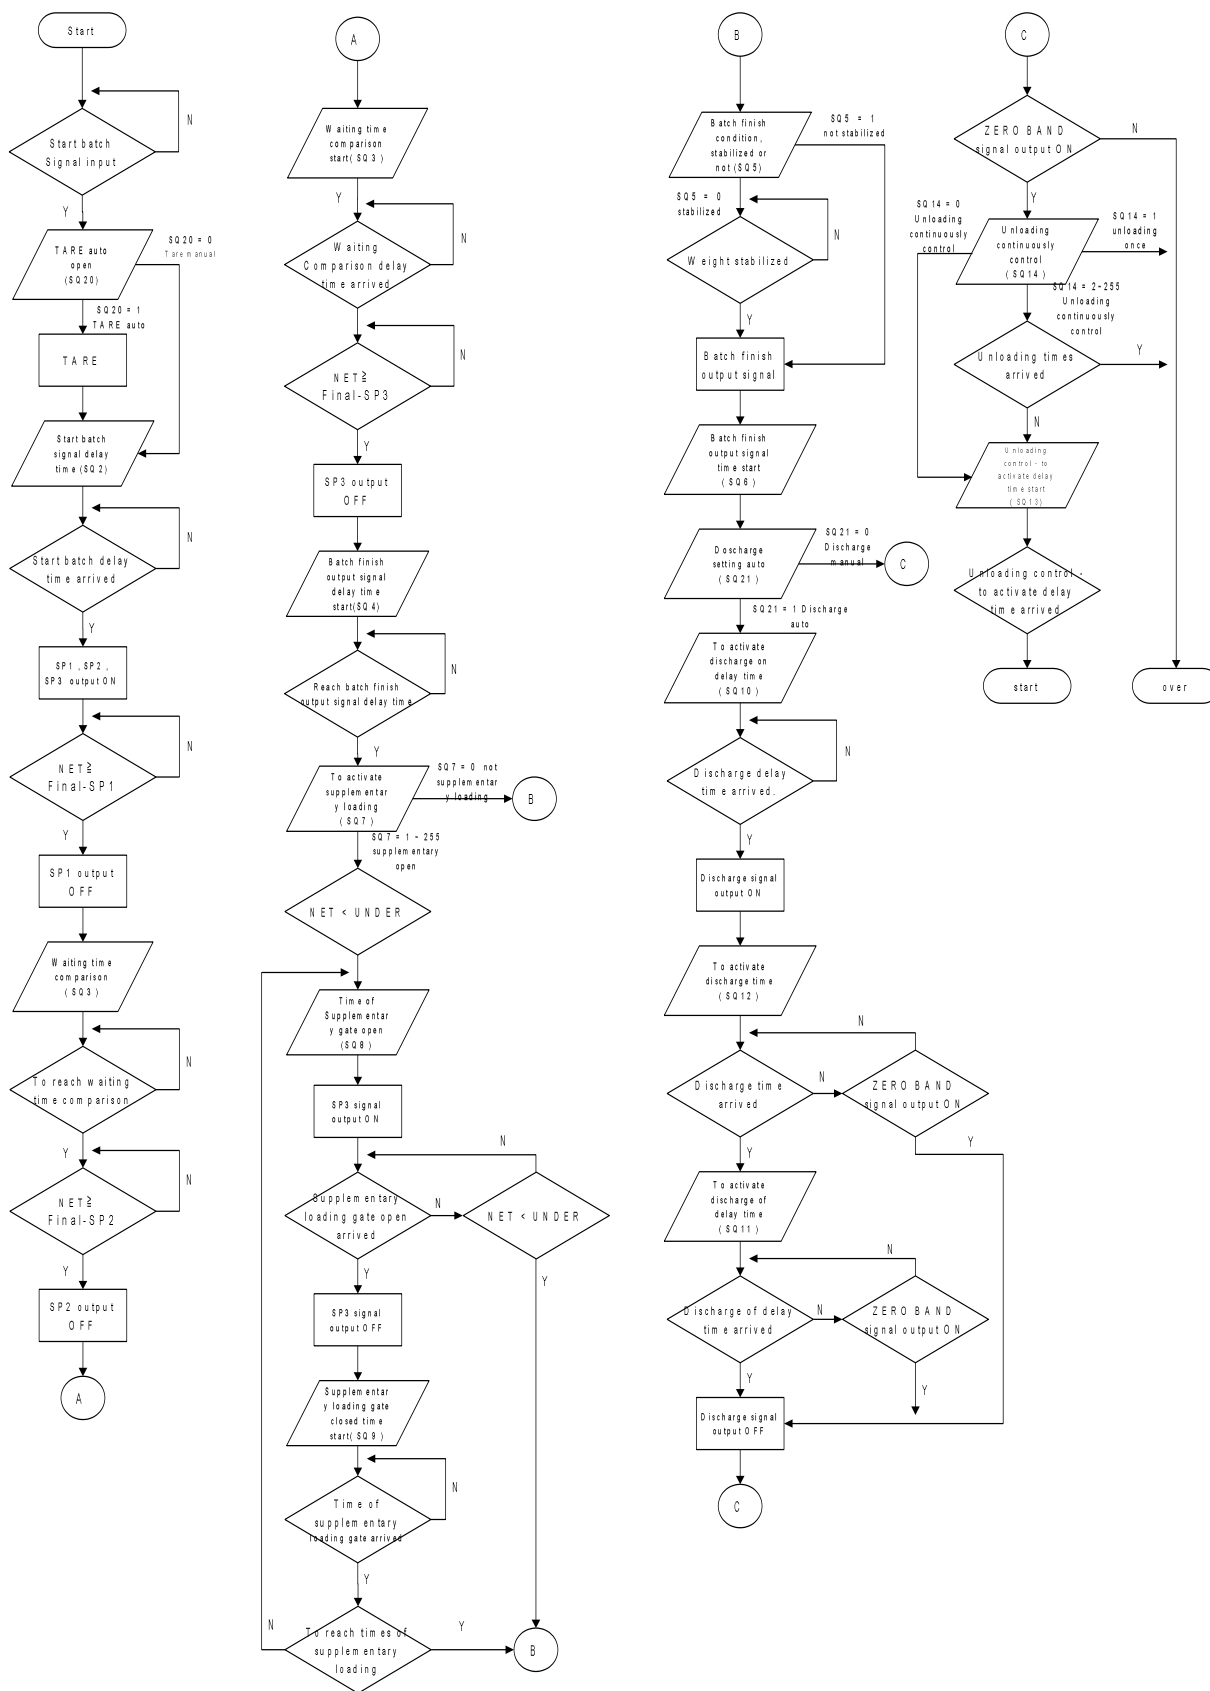 Start
Start batch
Signal input
N
Y
TARE auto
open
(SQ20)
SQ20 = 0
Tare manual
SQ20 = 1
TARE auto
TARE
Start batch
signal delay
time (SQ2)
Start batch delay
time arrived
N
Y
SP1 , SP2 ,
SP3 output ON
NET≧
Final-SP1
N
Y
SP1 output
OFF
Waiting time
comparison
(SQ3)
To reach waiting
time comparison
N
Y
NET≧
Final-SP2
N
Y
SP2 output
OFF
A
A
Waiting time
comparison
start( SQ3 )
Y
Waiting
Comparison delay
time arrived
N
NET≧
Final-SP3
N
Y
SP3 output
OFF
Batch finish
output signal
delay time
start(SQ4)
Reach batch finish
output signal delay time
N
Y
To activate
supplementar
y loading
(SQ7)
SQ7 = 0 not
supplementar
y loading
B
SQ7 = 1 ~ 255
supplementary
open
NET < UNDER
Time of
Supplementar
y gate open
(SQ8)
SP3 signal
output ON
Supplementary
loading gate open
arrived
N
NET < UNDER
N
Y
Y
SP3 signal
output OFF
Supplementar
y loading gate
closed time
start(SQ9)
Time of
supplementary
loading gate arrived
N
Y
To reach times of
supplementary
loading
N
Y
B
B
Batch finish
condition,
stabilized or
not (SQ5)
SQ5 = 1
not stabilized
SQ5 = 0
stabilized
Weight stabilized
N
Y
Batch finish
output signal
Batch finish
output signal
time start
(SQ6)
Doscharge
setting auto
(SQ21)
SQ21 = 0
Discharge
manual
C
SQ21 = 1 Discharge
auto
To activate
discharge on
delay time
(SQ10)
Discharge delay
time arrived.
N
Y
Discharge signal
output ON
To activate
discharge time
(SQ12)
N
Discharge time
arrived
N
ZERO BAND
signal output ON
Y
Y
To activate
discharge of
delay time
(SQ11)
N
Discharge of delay
time arrived
N
ZERO BAND
signal output ON
Y
Y
Discharge signal
output OFF
C
C
ZERO BAND
signal output ON
N
Y
SQ14 = 0
Unloading
continuously
control
Unloading
continuously
control
(SQ14)
SQ14 = 1
unloading
once
SQ14 = 2~255
Unloading
continuously
control
Unloading times
arrived
Y
N
Unloading
control - to
activate delay
time start
(SQ13)
Unloading control -
to activate delay
time arrived
start
over